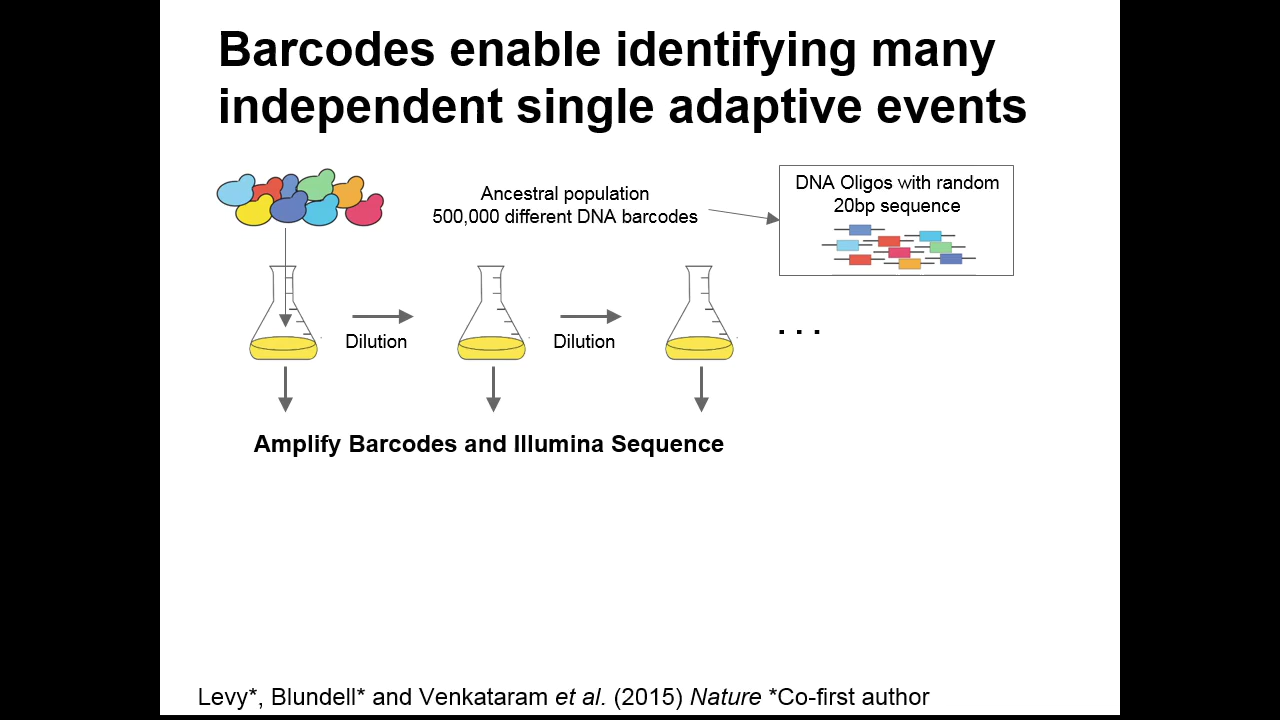 Barcodes enable identifying many
independent single adaptive events
Ancestral population
500,000 different DNA barcodes
DNA Oligos with random
20bp sequence
Dilution
Dilution
. . .
Amplify Barcodes and Illumina Sequence
Levy*, Blundell* and Venkataram et al. (2015) Nature *Co-first author